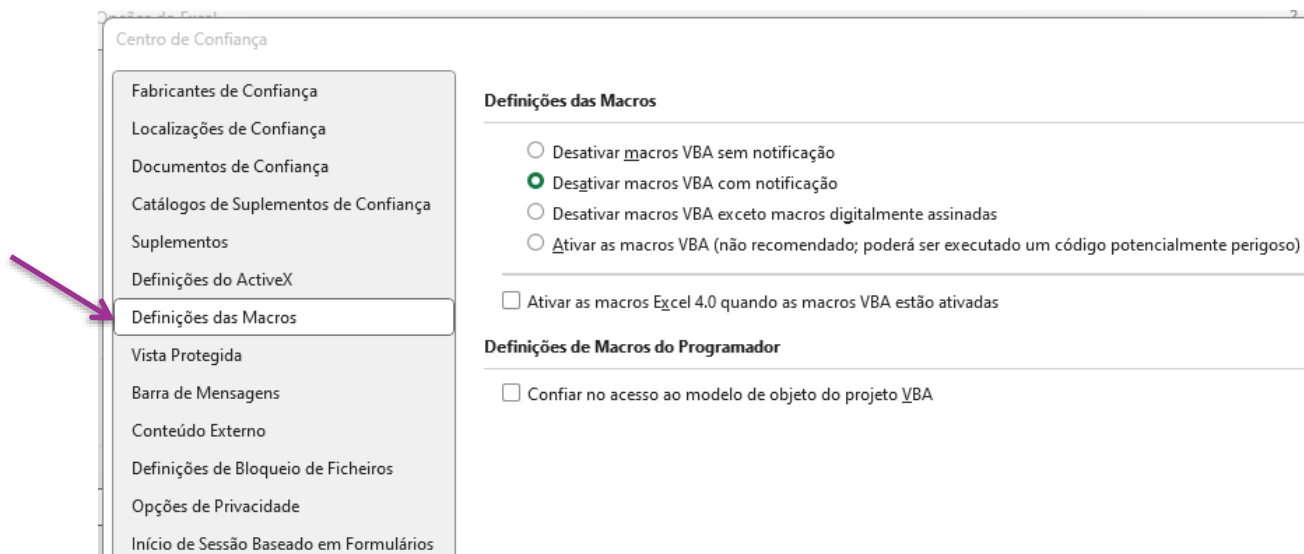 Opções do Excel
?
Centro de Confiança
Fabricantes de Confiança
Localizações de Confiança
Documentos de Confiança
Catálogos de Suplementos de Confiança
Suplementos
Definições do ActiveX
Definições das Macros
Vista Protegida
Barra de Mensagens
Conteúdo Externo
Definições de Bloqueio de Ficheiros
Opções de Privacidade
Início de Sessão Baseado em Formulários
Definições das Macros
Desativar macros VBA sem notificação
Desativar macros VBA com notificação
Desativar macros VBA exceto macros digitalmente assinadas
Ativar as macros VBA (não recomendado; poderá ser executado um código potencialmente perigoso)
Ativar as macros Excel 4.0 quando as macros VBA estão ativadas
Definições de Macros do Programador
Confiar no acesso ao modelo de objeto do projeto VBA